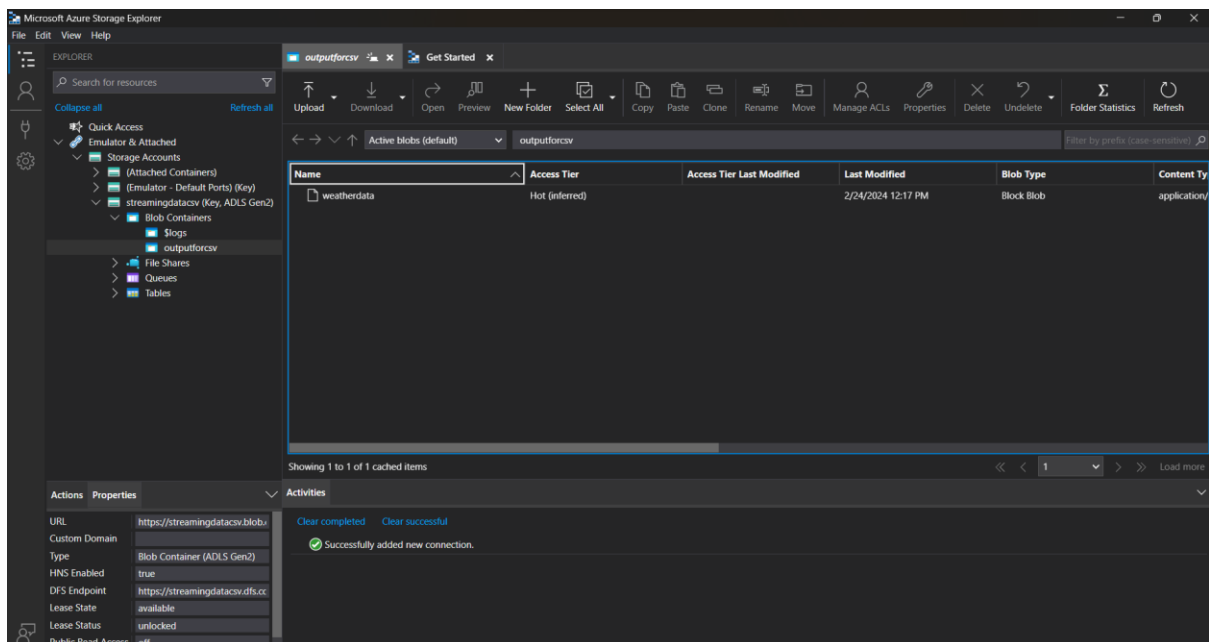 Microsoft Azure Storage Explorer
File Edit View Help
EXPLORER
Search for resources
Collapse all Refresh all
Quick Access
Emulator & Attached
Storage Accounts
(Attached Containers)
(Emulator - Default Ports) (Key)
streamingdatacsv (Key, ADLS Gen2)
Blob Containers
$logs
outputforcsv
File Shares
Queues
Tables
outputforcsv Get Started
Upload Download Open Preview New Folder Select All Copy Paste Clone Rename Move Manage ACLs Properties Delete Undelete Folder Statistics Refresh
Active blobs (default) outputforcsv Filter by prefix (case-sensitive)
Name Access Tier Access Tier Last Modified Last Modified Blob Type Content Ty
weatherdata Hot (inferred) 2/24/2024 12:17 PM Block Blob application/
Showing 1 to 1 of 1 cached items 1 Load more
Actions Properties
URL https://streamingdatacsv.blob.
Custom Domain
Type Blob Container (ADLS Gen2)
HNS Enabled true
DFS Endpoint https://streamingdatacsv.dfs.cc
Lease State available
Lease Status unlocked
Public Read Access off
Activities
Clear completed Clear successful
Successfully added new connection.